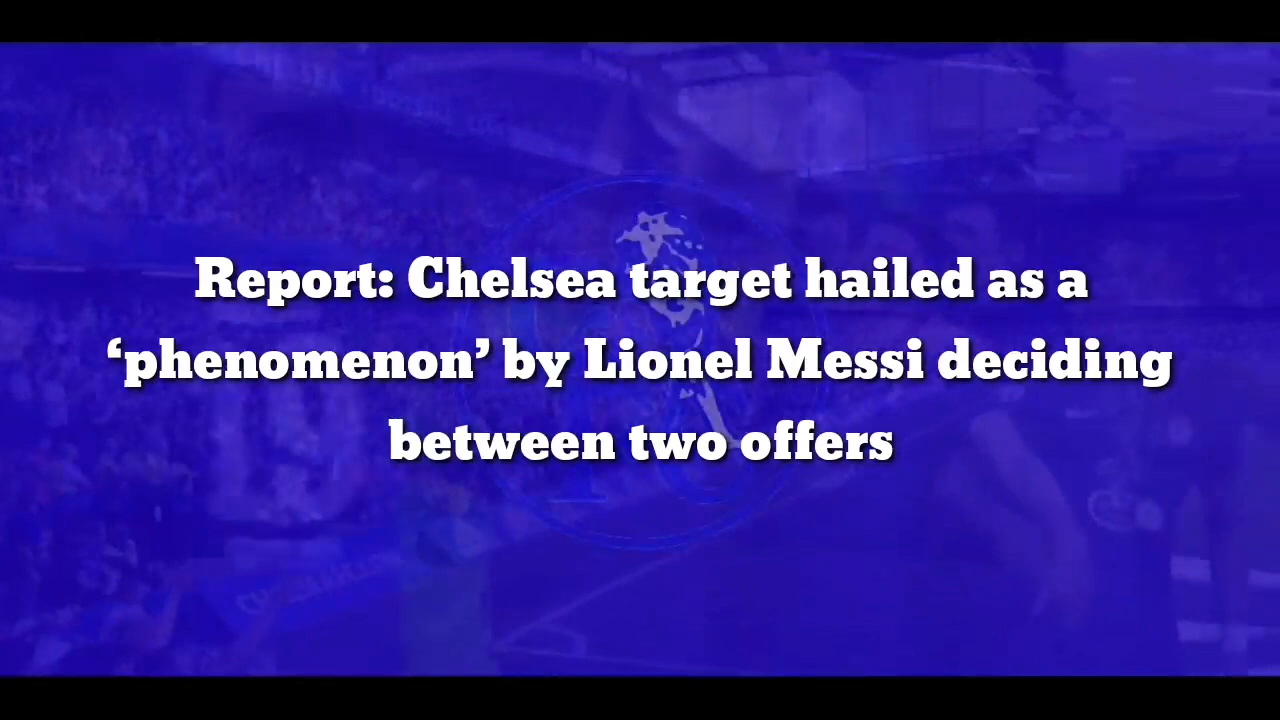 Report: Chelsea target hailed as a
‘phenomenon’ by Lionel Messi deciding
between two offers